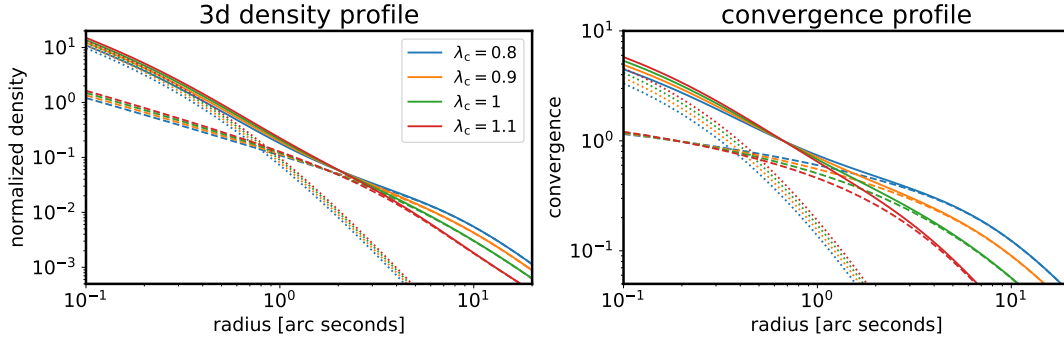 3d density profile
normalized density
10¹
10⁰
10⁻¹
10⁻²
10⁻³
λc = 0.8
λc = 0.9
λc = 1
λc = 1.1
10⁻¹ 10⁰ 10¹
radius [arc seconds]
convergence profile
convergence
10¹
10⁰
10⁻¹
10⁻¹ 10⁰ 10¹
radius [arc seconds]